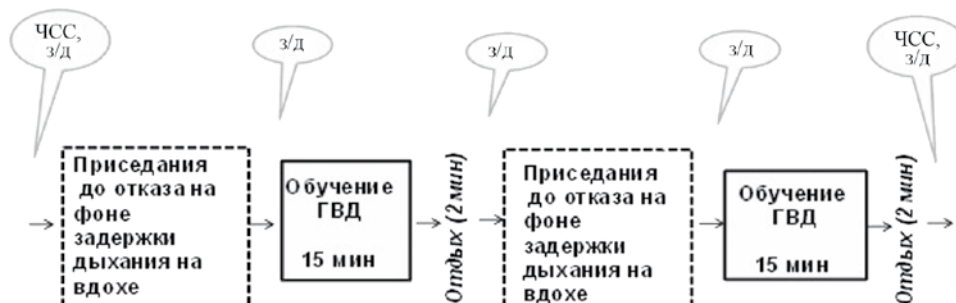 ЧСС,
з/д
з/д
з/д
з/д
ЧСС,
з/д
Приседания
до отказа на
фоне
задержки
дыхания на
вдохе
Обучение
ГВД
15 мин
Отдых (2 мин)
Приседания
до отказа на
фоне
задержки
дыхания на
вдохе
Обучение
ГВД
15 мин
Отдых (2 мин)